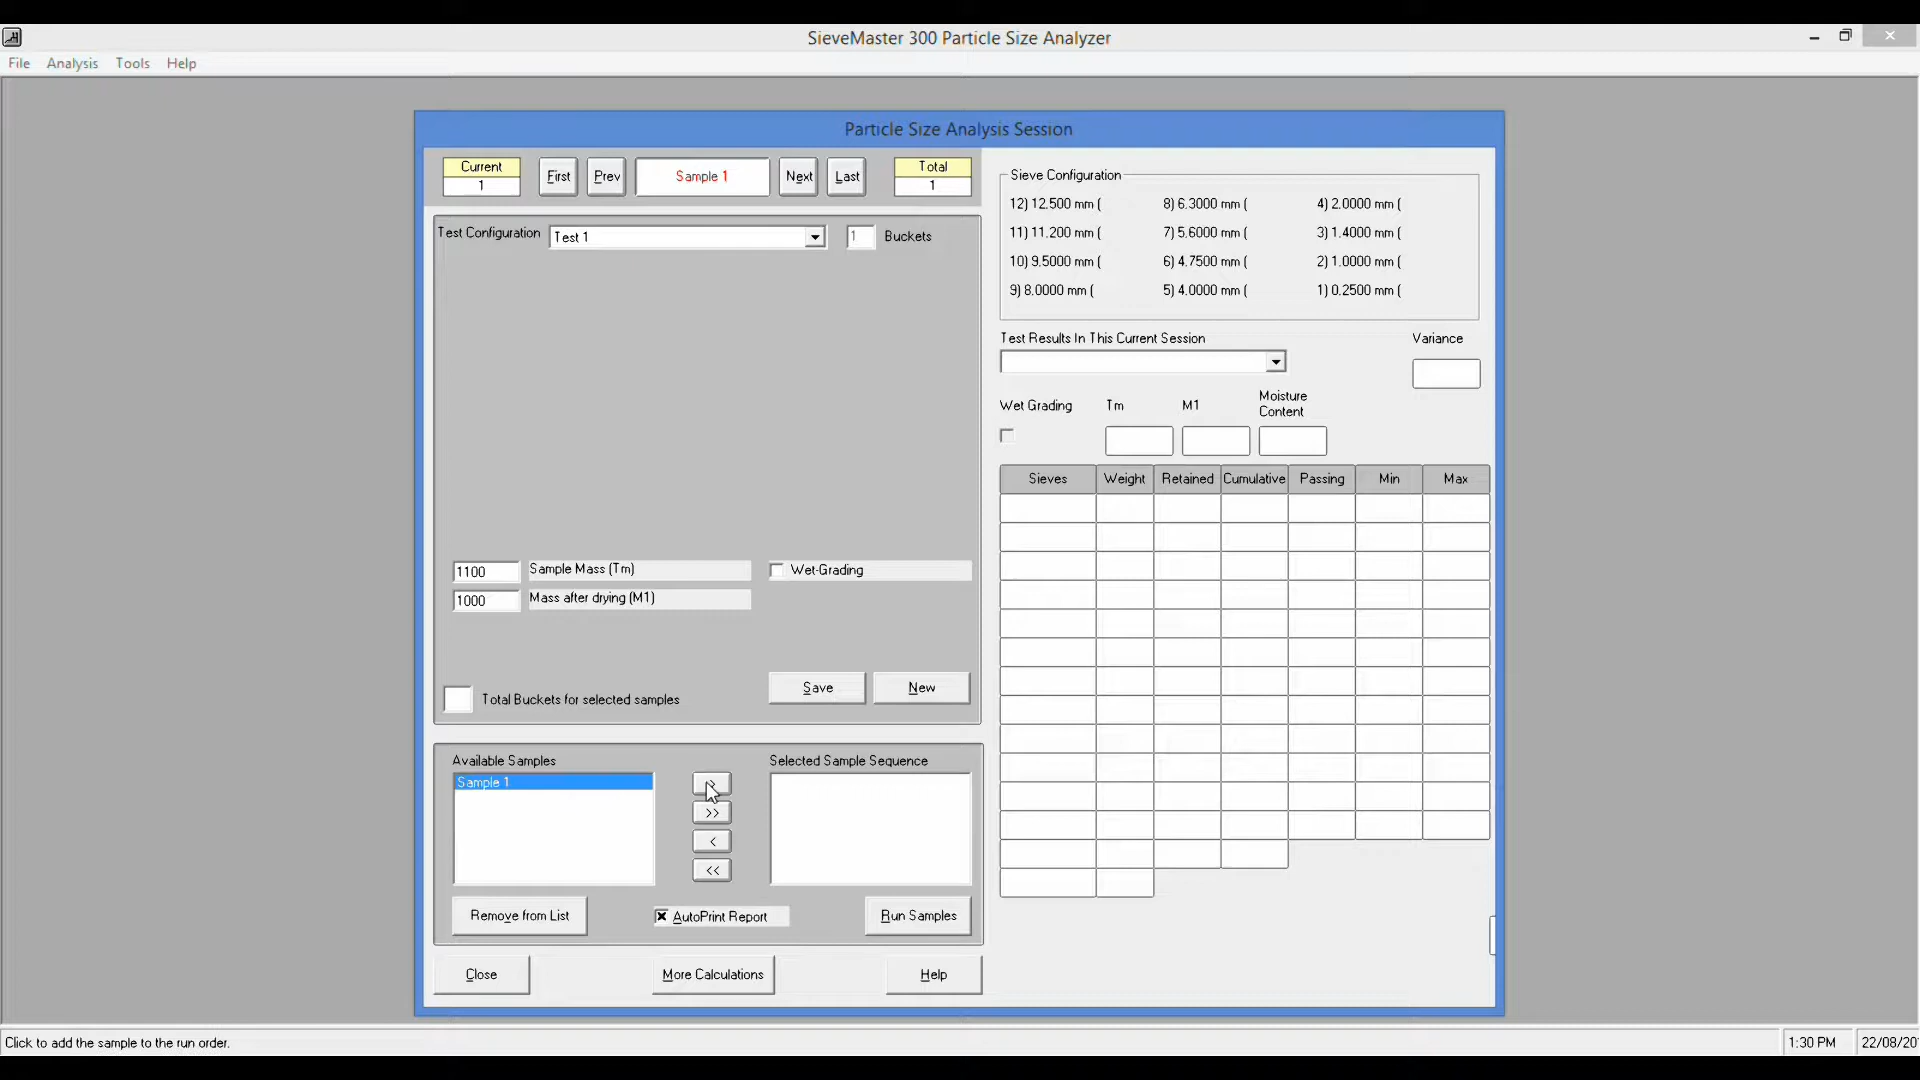 SieveMaster 300 Particle Size Analyzer
File Analysis Tools Help
Particle Size Analysis Session
Current
1
First
Prev
Sample 1
Next
Last
Total
1
Test Configuration
Test 1
1
Buckets
1100
Sample Mass (Tm)
Wet-Grading
1000
Mass after drying (M1)
Total Buckets for selected samples
Save
New
Available Samples
Sample 1
>>
<
<<
Selected Sample Sequence
Remove from List
AutoPrint Report
Run Samples
Close
More Calculations
Help
Sieve Configuration
12) 12.500 mm ( 8) 6.3000 mm ( 4) 2.0000 mm (
11) 11.200 mm ( 7) 5.6000 mm ( 3) 1.4000 mm (
10) 9.5000 mm ( 6) 4.7500 mm ( 2) 1.0000 mm (
9) 8.0000 mm ( 5) 4.0000 mm ( 1) 0.2500 mm (
Test Results In This Current Session
Variance
Wet Grading
Tm
M1
Moisture
Content
Sieves Weight Retained Cumulative Passing Min Max
Click to add the sample to the run order.
1:30 PM
22/08/20